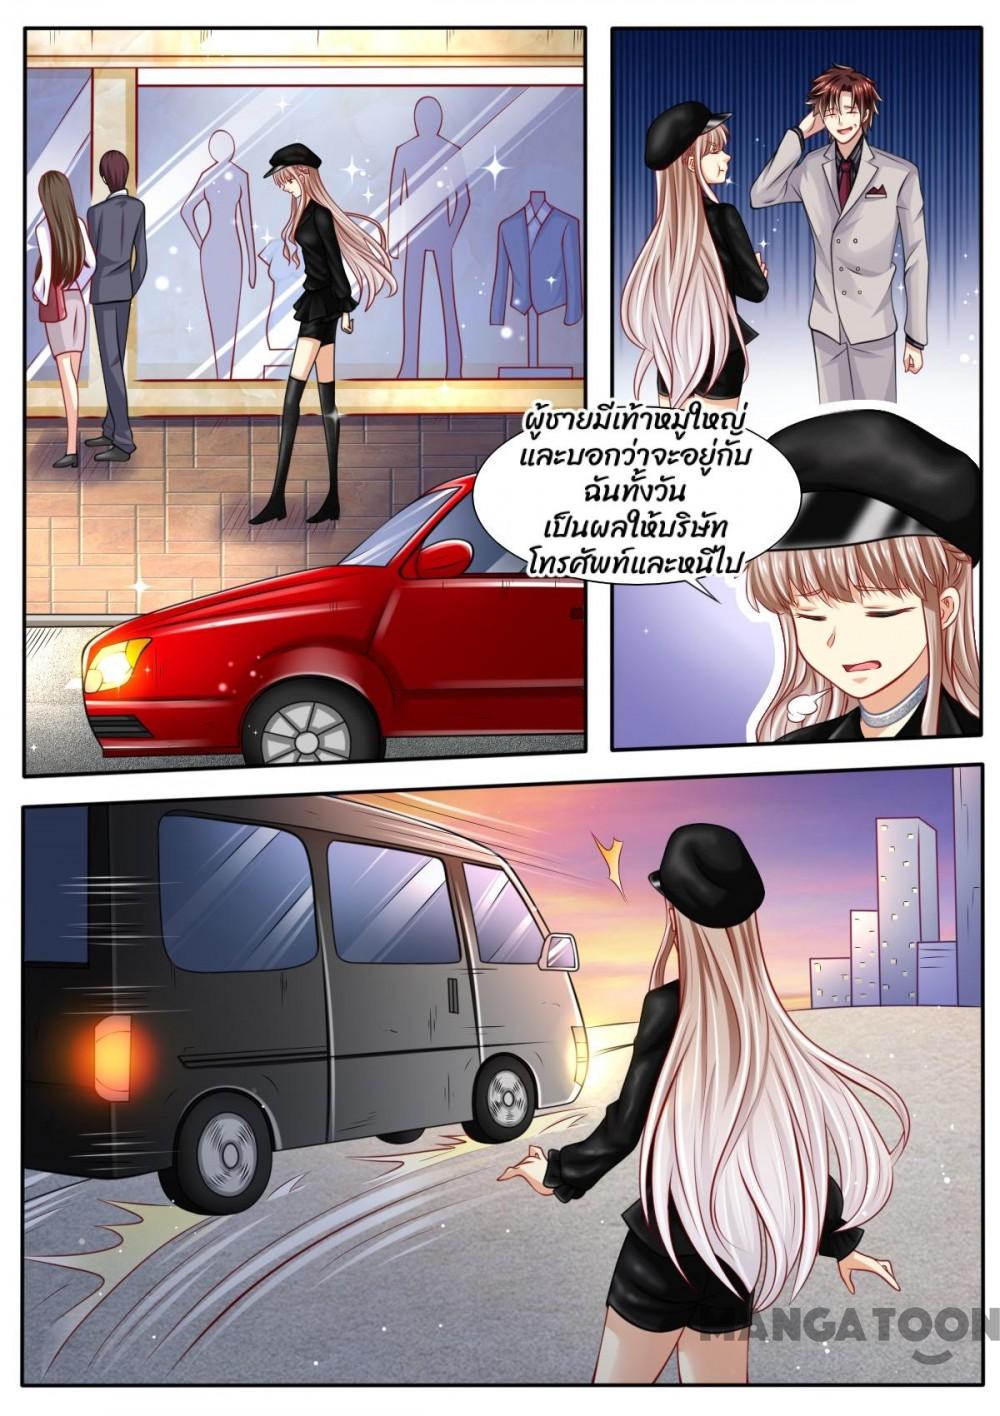 ผู้ชายมีเท้าหมูใหญ่
และบอกว่าจะอยู่กับ
ฉันทั้งวัน
เป็นผลให้บริษัท
โทรศัพท์และหนีไป
MANGATOON